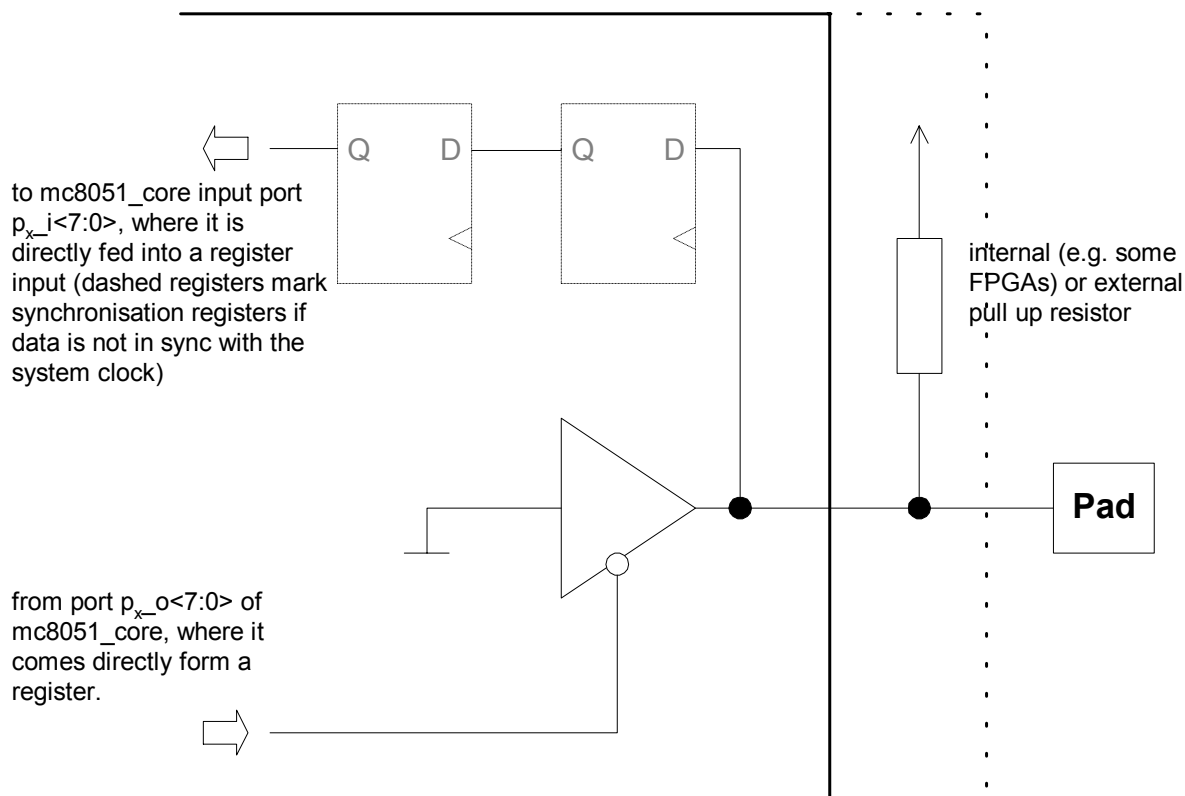 Q D Q D
to mc8051_core input port
px_i<7:0>, where it is
directly fed into a register
input (dashed registers mark
synchronisation registers if
data is not in sync with the
system clock)
internal (e.g. some
FPGAs) or external
pull up resistor
Pad
from port px_o<7:0> of
mc8051_core, where it
comes directly form a
register.